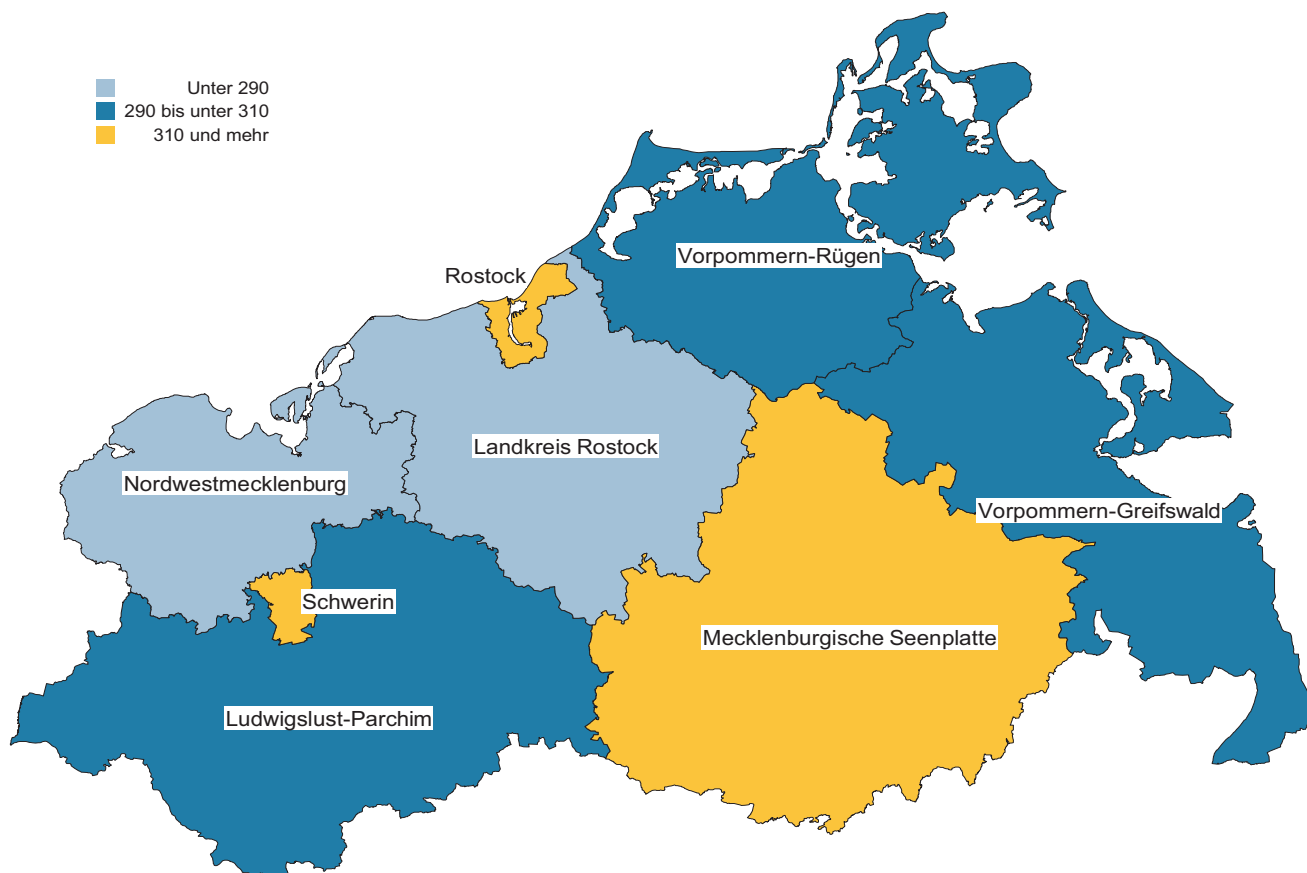 Unter 290
290 bis unter 310
310 und mehr
Vorpommern-Rügen
Rostock
Landkreis Rostock
Nordwestmecklenburg
Vorpommern-Greifswald
Schwerin
Mecklenburgische Seenplatte
Ludwigslust-Parchim